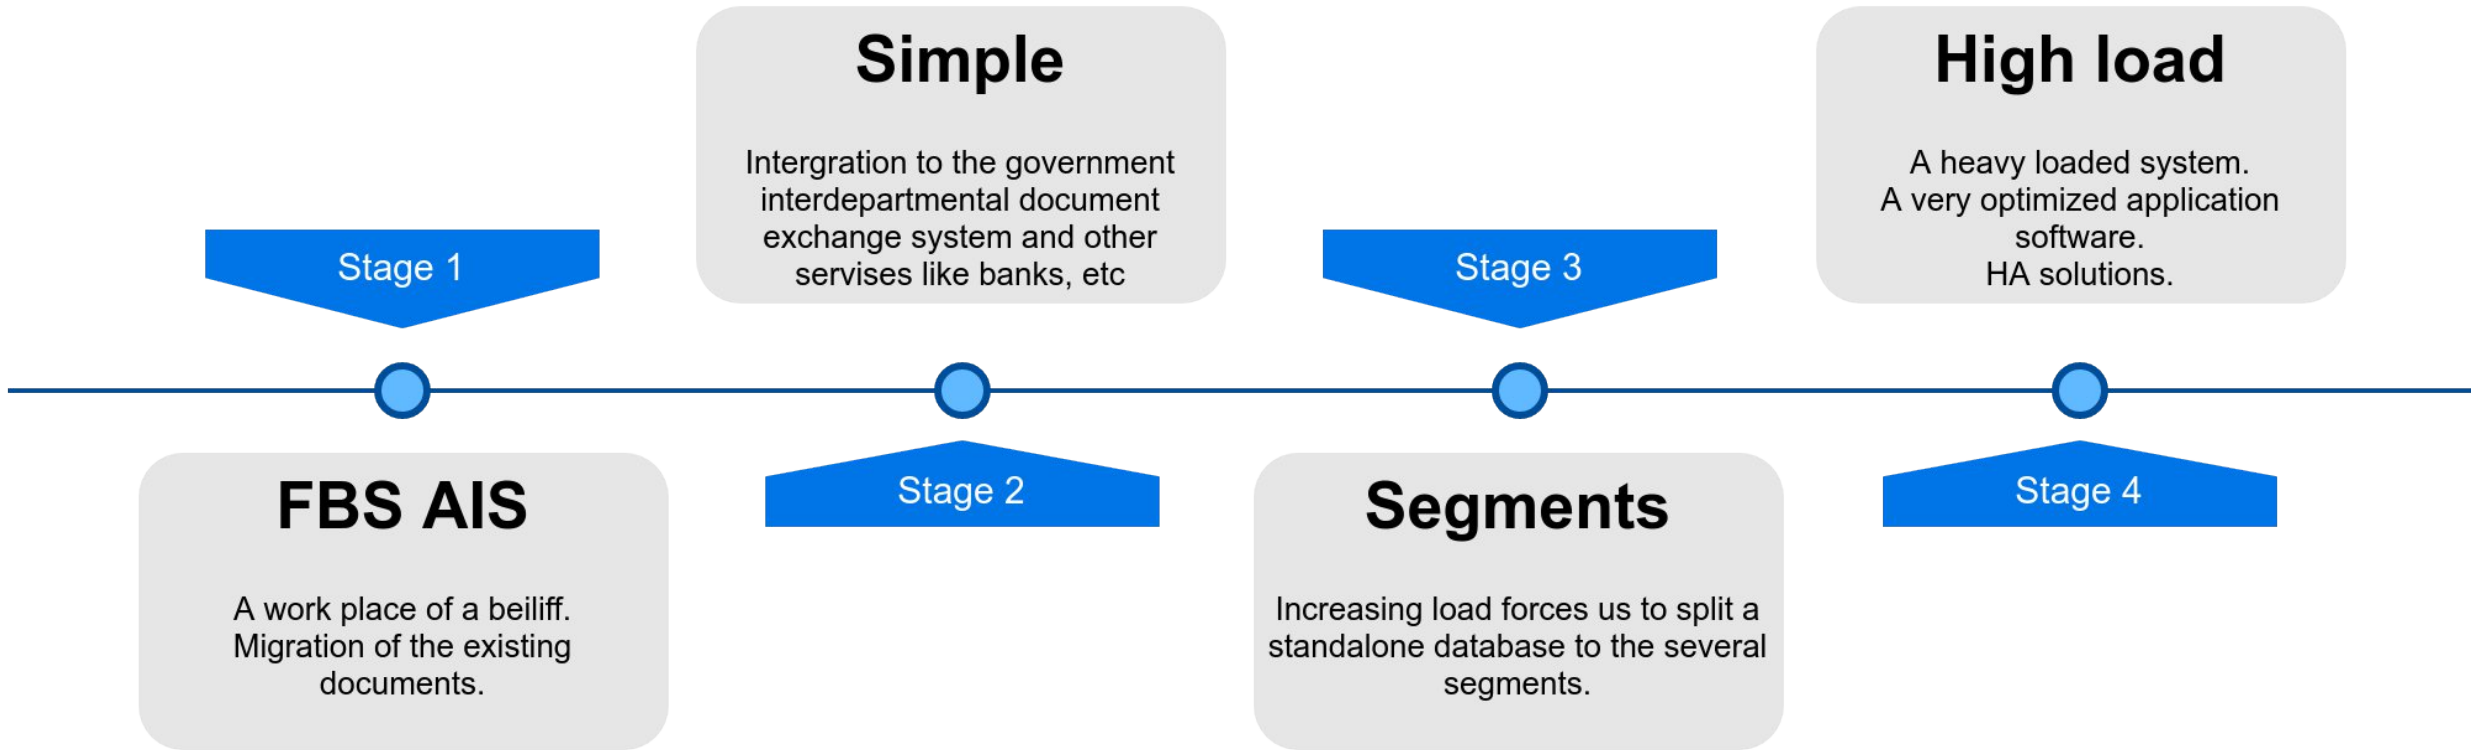 Stage 1
FBS AIS
A work place of a beiliff.
Migration of the existing
documents.
Simple
Intergration to the government
interdepartmental document
exchange system and other
servises like banks, etc
Stage 2
Stage 3
Segments
Increasing load forces us to split a
standalone database to the several
segments.
High load
A heavy loaded system.
A very optimized application
software.
HA solutions.
Stage 4